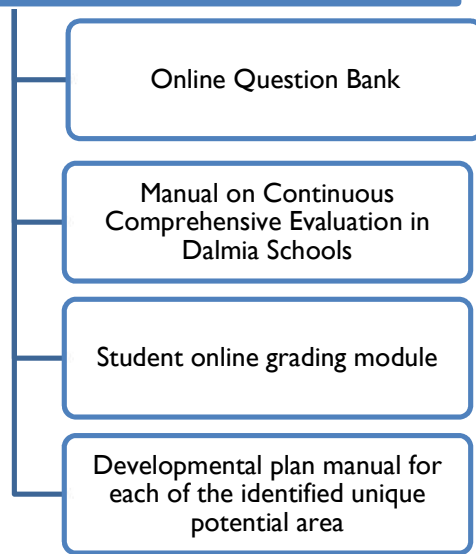 Online Question Bank
Manual on Continuous
Comprehensive Evaluation in
Dalmia Schools
Student online grading module
Developmental plan manual for
each of the identified unique
potential area